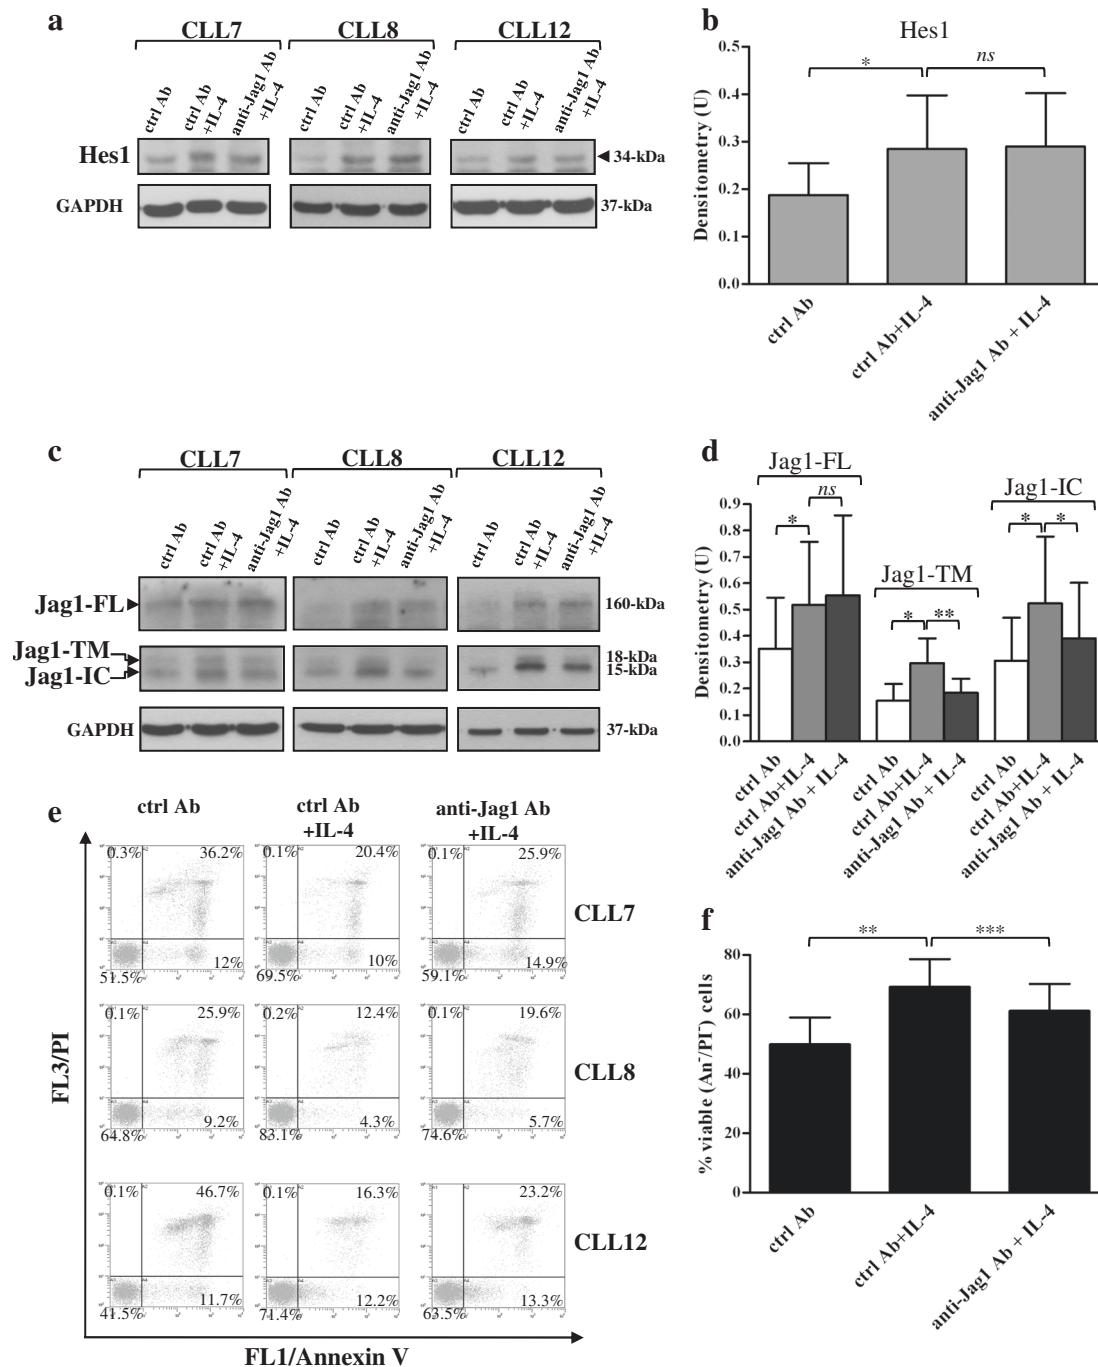 a
CLL7 CLL8 CLL12
ctrl Ab
ctrl Ab
+IL-4
anti-Jag1 Ab
+IL-4
ctrl Ab
ctrl Ab
+IL-4
anti-Jag1 Ab
+IL-4
ctrl Ab
ctrl Ab
+IL-4
anti-Jag1 Ab
+IL-4
Hes1
34-kDa
GAPDH
37-kDa
b
Hes1
0.5
0.4
0.3
0.2
0.1
0.0
Densitometry (U)
*
ns
ctrl Ab
ctrl Ab+IL-4
anti-Jag1 Ab + IL-4
c
CLL7 CLL8 CLL12
ctrl Ab
ctrl Ab
+IL-4
anti-Jag1 Ab
+IL-4
ctrl Ab
ctrl Ab
+IL-4
anti-Jag1 Ab
+IL-4
ctrl Ab
ctrl Ab
+IL-4
anti-Jag1 Ab
+IL-4
Jag1-FL
160-kDa
Jag1-TM
18-kDa
Jag1-IC
15-kDa
GAPDH
37-kDa
d
Jag1-FL
Jag1-TM
Jag1-IC
0.9
0.8
0.7
0.6
0.5
0.4
0.3
0.2
0.1
0.0
Densitometry (U)
*
ns
*
**
*
*
ctrl Ab
ctrl Ab+IL-4
anti-Jag1 Ab + IL-4
ctrl Ab
ctrl Ab+IL-4
anti-Jag1 Ab + IL-4
ctrl Ab
ctrl Ab+IL-4
anti-Jag1 Ab + IL-4
e
ctrl Ab
ctrl Ab
+IL-4
anti-Jag1 Ab
+IL-4
0.3% 36.2% 0.1% 20.4% 0.1% 25.9%
CLL7
12% 10% 14.9%
51.5% 69.5% 59.1%
0.1% 25.9% 0.2% 12.4% 0.1% 19.6%
CLL8
9.2% 4.3% 5.7%
64.8% 83.1% 74.6%
0.1% 46.7% 0.1% 16.3% 0.1% 23.2%
CLL12
11.7% 12.2% 13.3%
41.5% 71.4% 63.5%
FL3/PI
FL1/Annexin V
f
**
***
80
60
40
20
0
% viable (An⁻/PI⁻) cells
ctrl Ab
ctrl Ab+IL-4
anti-Jag1 Ab + IL-4